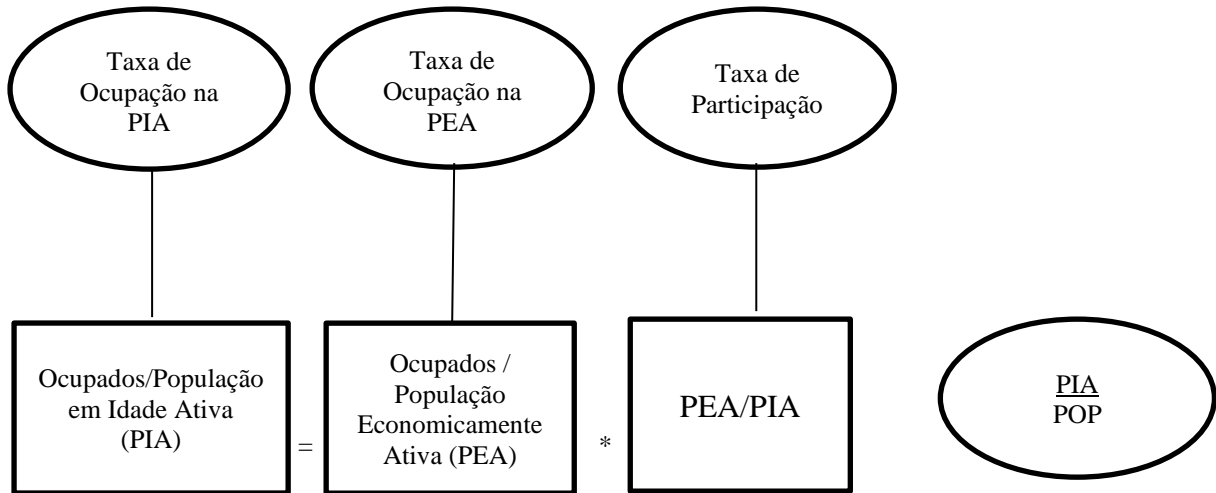 Taxa de
Ocupação na
PIA
Taxa de
Ocupação na
PEA
Taxa de
Participação
Ocupados/População
em Idade Ativa
(PIA)
=
Ocupados /
População
Economicamente
Ativa (PEA)
*
PEA/PIA
PIA
POP